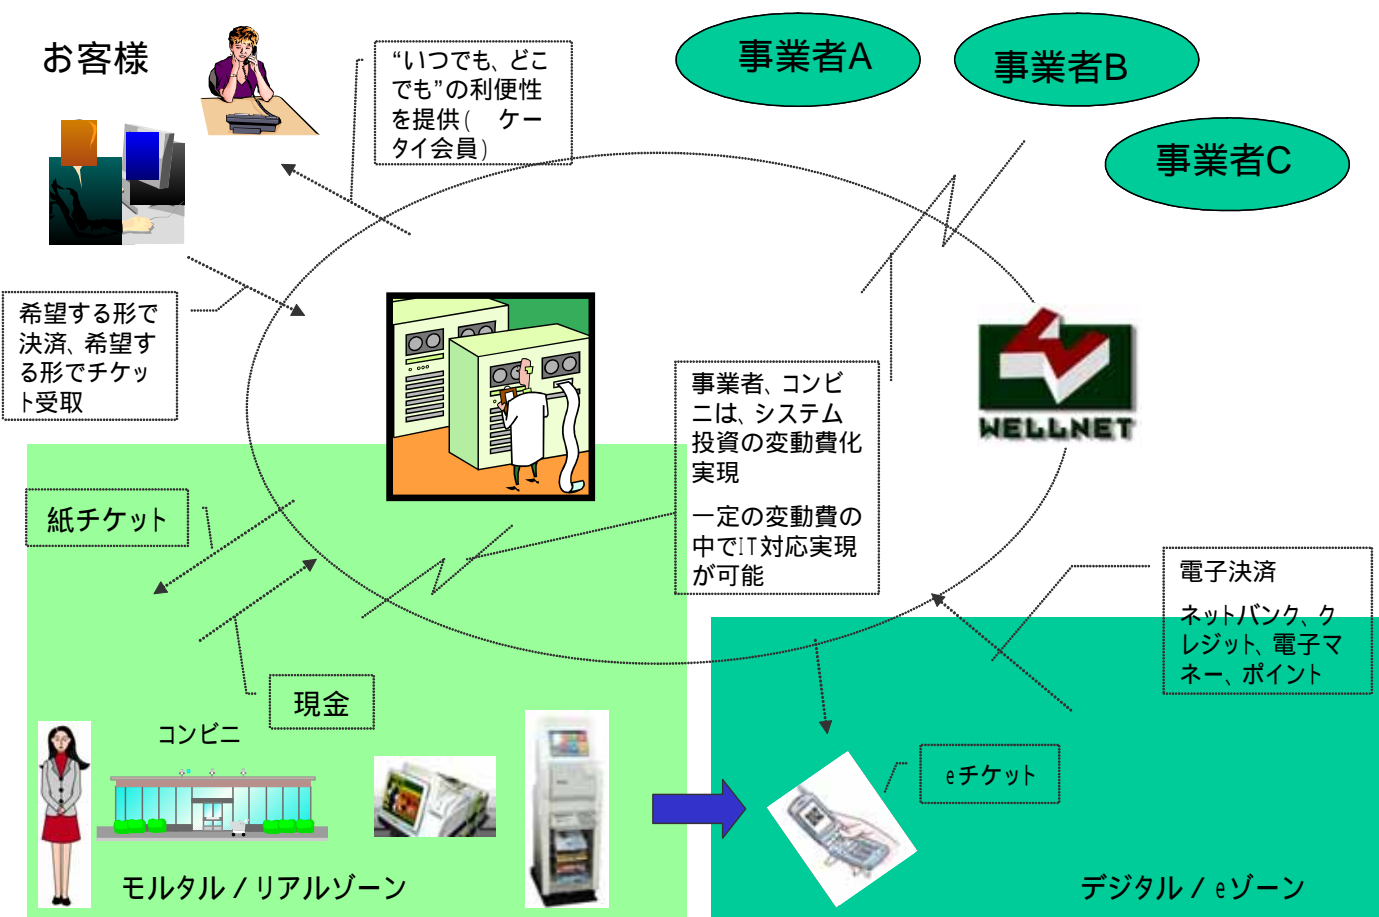 お客様
“いつでも、どこ
でも”の利便性
を提供(　ケー
タイ会員)
事業者A
事業者B
事業者C
希望する形で
決済、希望す
る形でチケッ
ト受取
事業者、コンビ
ニは、システム
投資の変動費化
実現
一定の変動費の
中でIT対応実現
が可能
WELLNET
紙チケット
現金
コンビニ
モルタル / リアルゾーン
電子決済
ネットバンク、ク
レジット、電子マ
ネー、ポイント
eチケット
デジタル / eゾーン